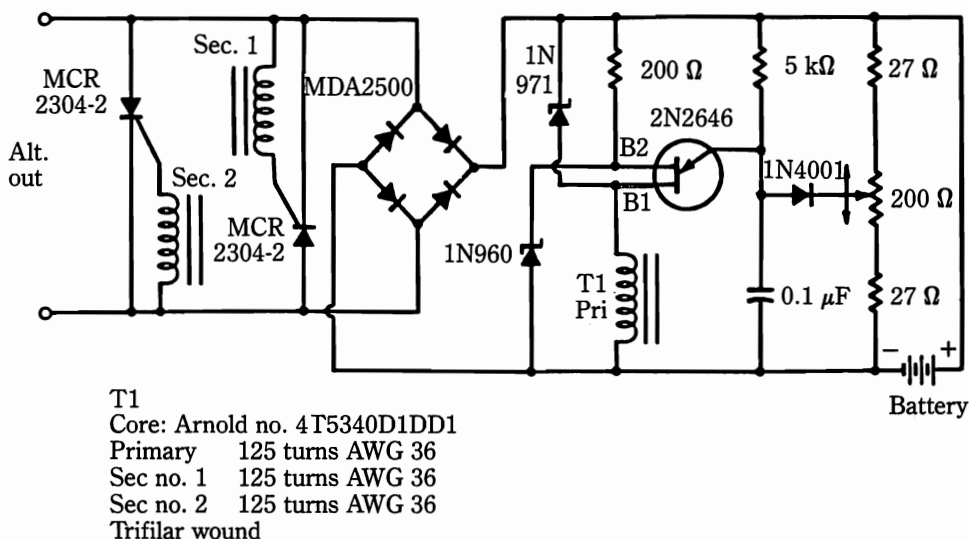 MCR
2304-2
Sec. 1
Alt.
out
Sec. 2
MCR
2304-2
MDA2500
1N
971
200 Ω
5 kΩ
27 Ω
2N2646
B2
B1
1N4001
200 Ω
1N960
T1
Pri
0.1 μF
27 Ω
− +
Battery
T1
Core: Arnold no. 4T5340D1DD1
Primary 125 turns AWG 36
Sec no. 1 125 turns AWG 36
Sec no. 2 125 turns AWG 36
Trifilar wound